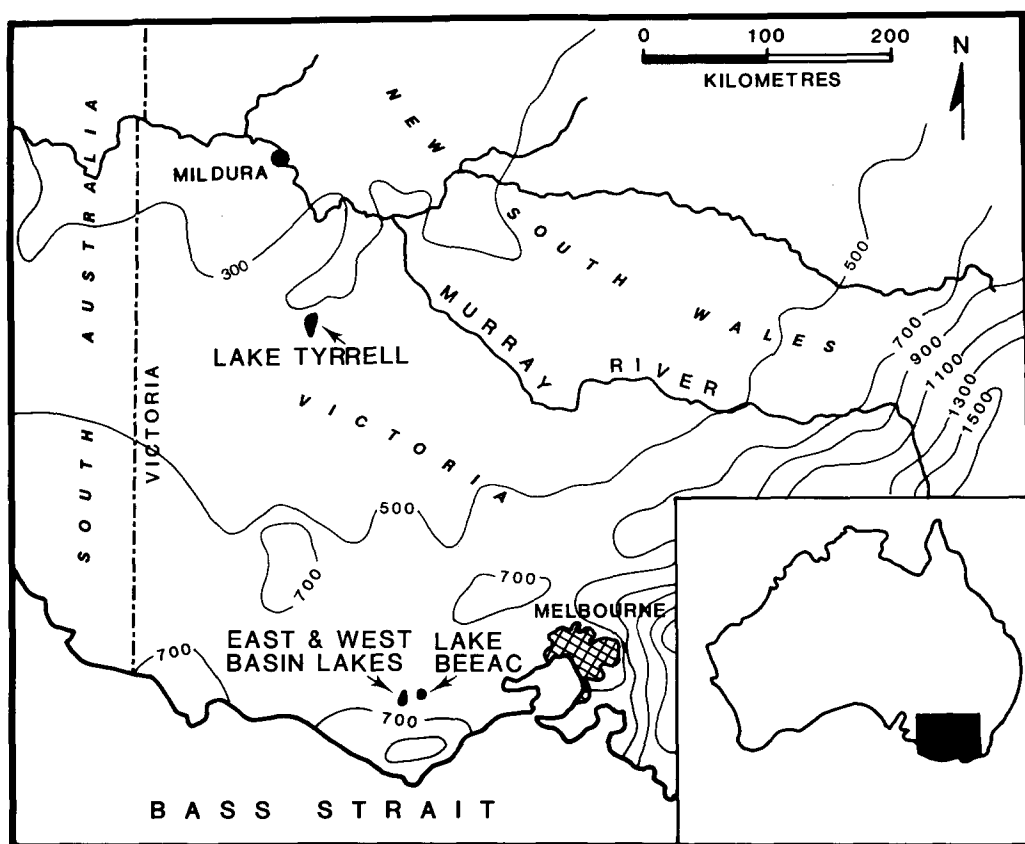 0 100 200
KILOMETRES
N
NEW SOUTH WALES
SOUTH AUSTRALIA
VICTORIA
MILDURA
300
500
LAKE TYRRELL
MURRAY RIVER
VICTORIA
700
900
1100
1300
1500
500
700
700
MELBOURNE
EAST & WEST
BASIN LAKES
LAKE
BEEAC
700
700
BASS STRAIT